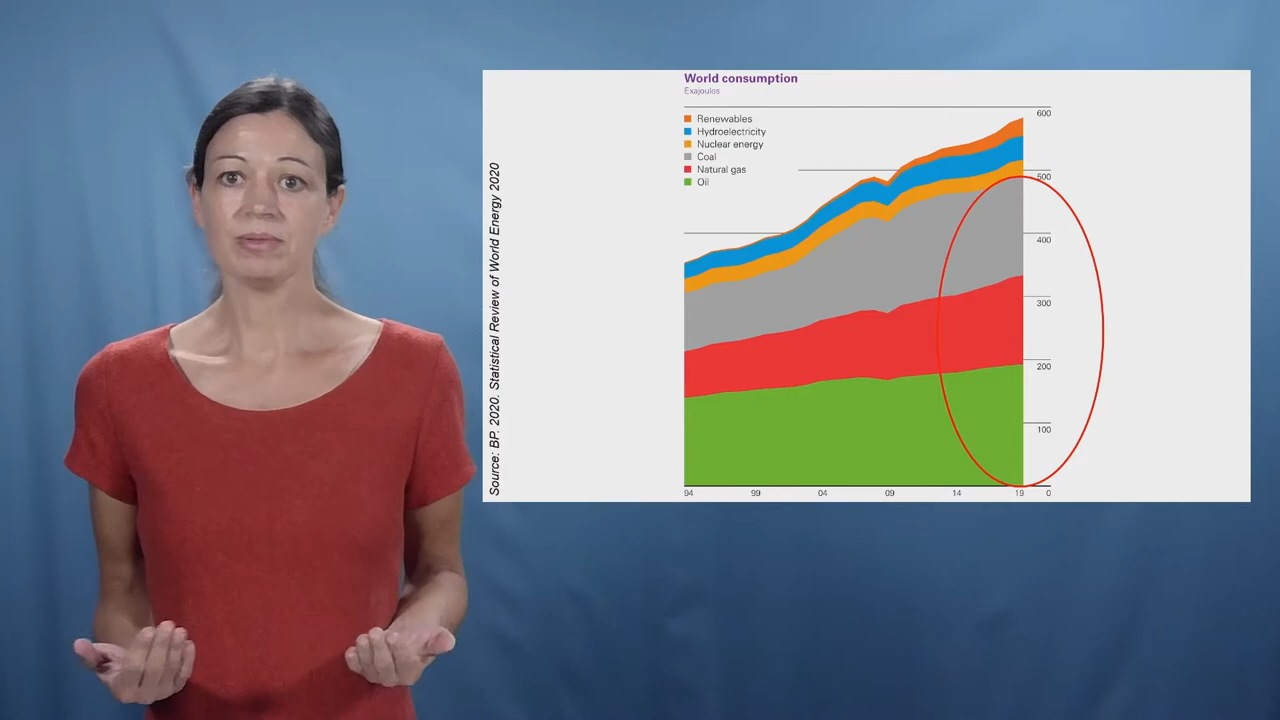 World consumption
Exajoules
Renewables
Hydroelectricity
Nuclear energy
Coal
Natural gas
Oil
600
500
400
300
200
100
0
94
99
04
09
14
19
Source: BP. 2020. Statistical Review of World Energy 2020